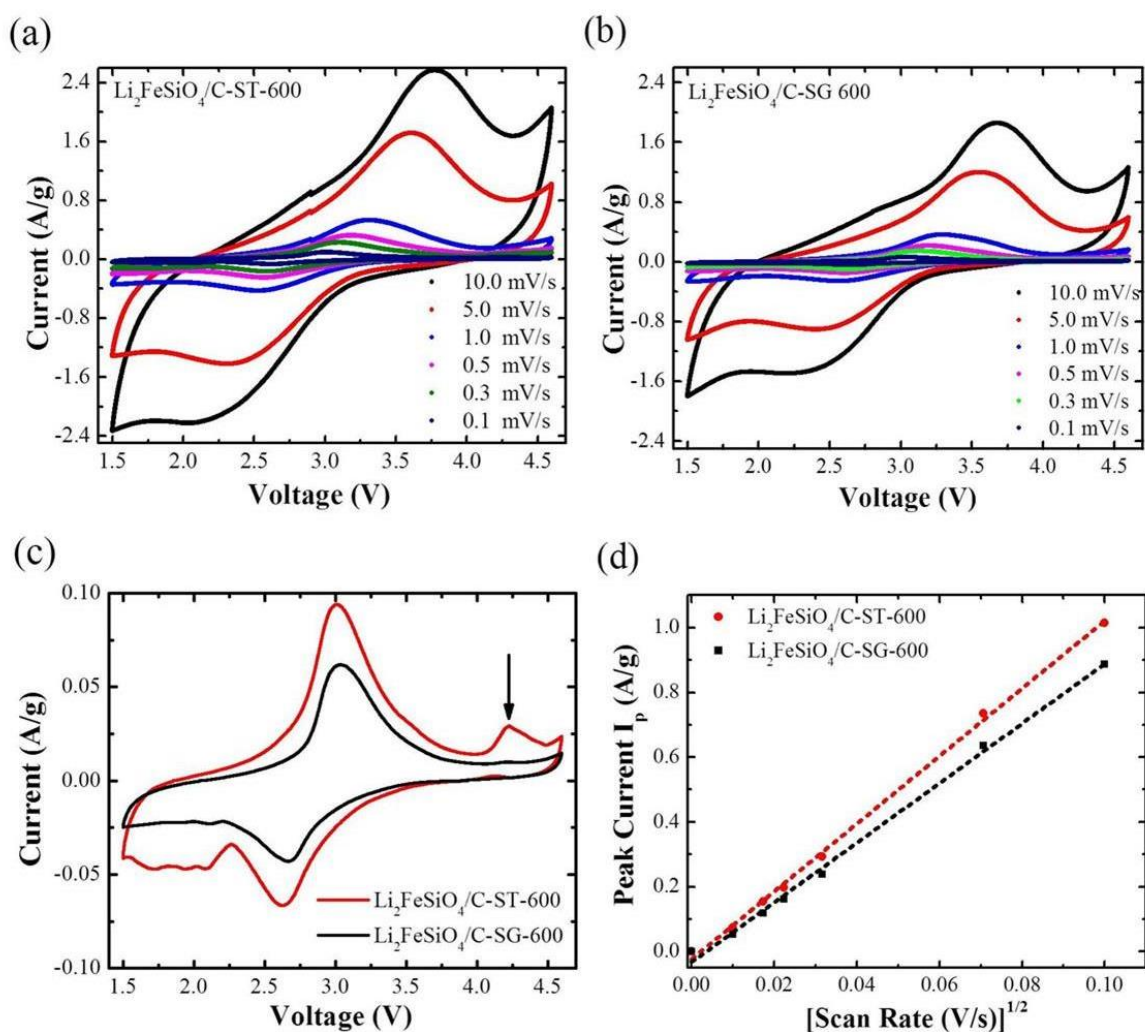 (a)
Li₂FeSiO₄/C-ST-600
2.4
1.6
0.8
0.0
-0.8
-1.6
-2.4
Current (A/g)
10.0 mV/s
5.0 mV/s
1.0 mV/s
0.5 mV/s
0.3 mV/s
0.1 mV/s
1.5 2.0 2.5 3.0 3.5 4.0 4.5
Voltage (V)
(b)
Li₂FeSiO₄/C-SG 600
2.4
1.6
0.8
0.0
-0.8
-1.6
-2.4
Current (A/g)
10.0 mV/s
5.0 mV/s
1.0 mV/s
0.5 mV/s
0.3 mV/s
0.1 mV/s
1.5 2.0 2.5 3.0 3.5 4.0 4.5
Voltage (V)
(c)
0.10
0.05
0.00
-0.05
-0.10
Current (A/g)
Li₂FeSiO₄/C-ST-600
Li₂FeSiO₄/C-SG-600
1.5 2.0 2.5 3.0 3.5 4.0 4.5
Voltage (V)
(d)
Li₂FeSiO₄/C-ST-600
Li₂FeSiO₄/C-SG-600
1.0
0.8
0.6
0.4
0.2
0.0
Peak Current Iₚ (A/g)
0.00 0.02 0.04 0.06 0.08 0.10
[Scan Rate (V/s)]¹ᐟ²